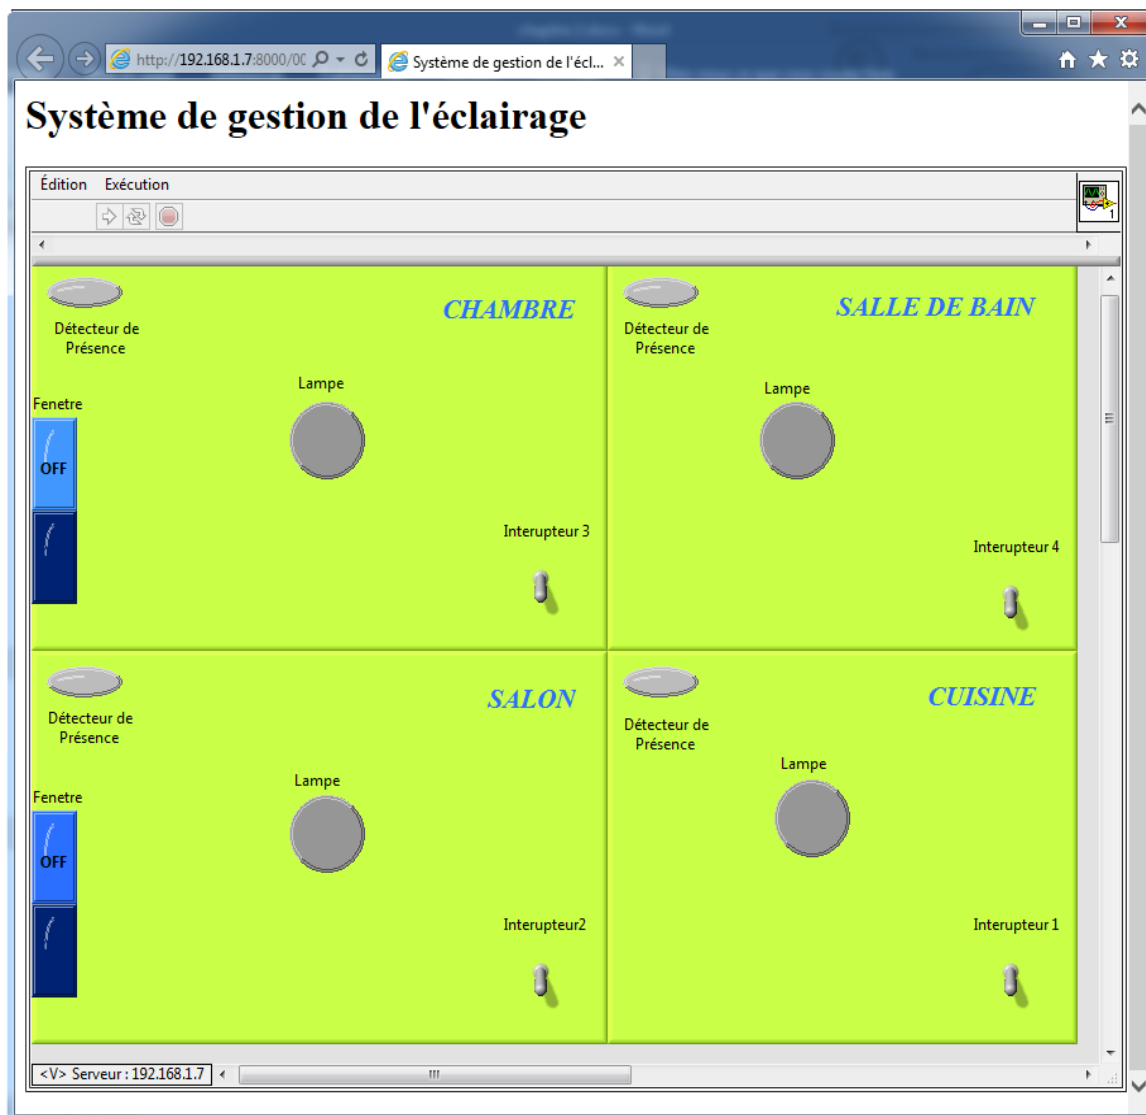 http://192.168.1.7:8000/00
Système de gestion de l'écl...
Système de gestion de l'éclairage
Édition Exécution
1
CHAMBRE
Détecteur de
Présence
Lampe
Fenetre
OFF
Interupteur 3
SALLE DE BAIN
Détecteur de
Présence
Lampe
Interupteur 4
SALON
Détecteur de
Présence
Lampe
Fenetre
OFF
Interupteur2
CUISINE
Détecteur de
Présence
Lampe
Interupteur 1
<V> Serveur : 192.168.1.7